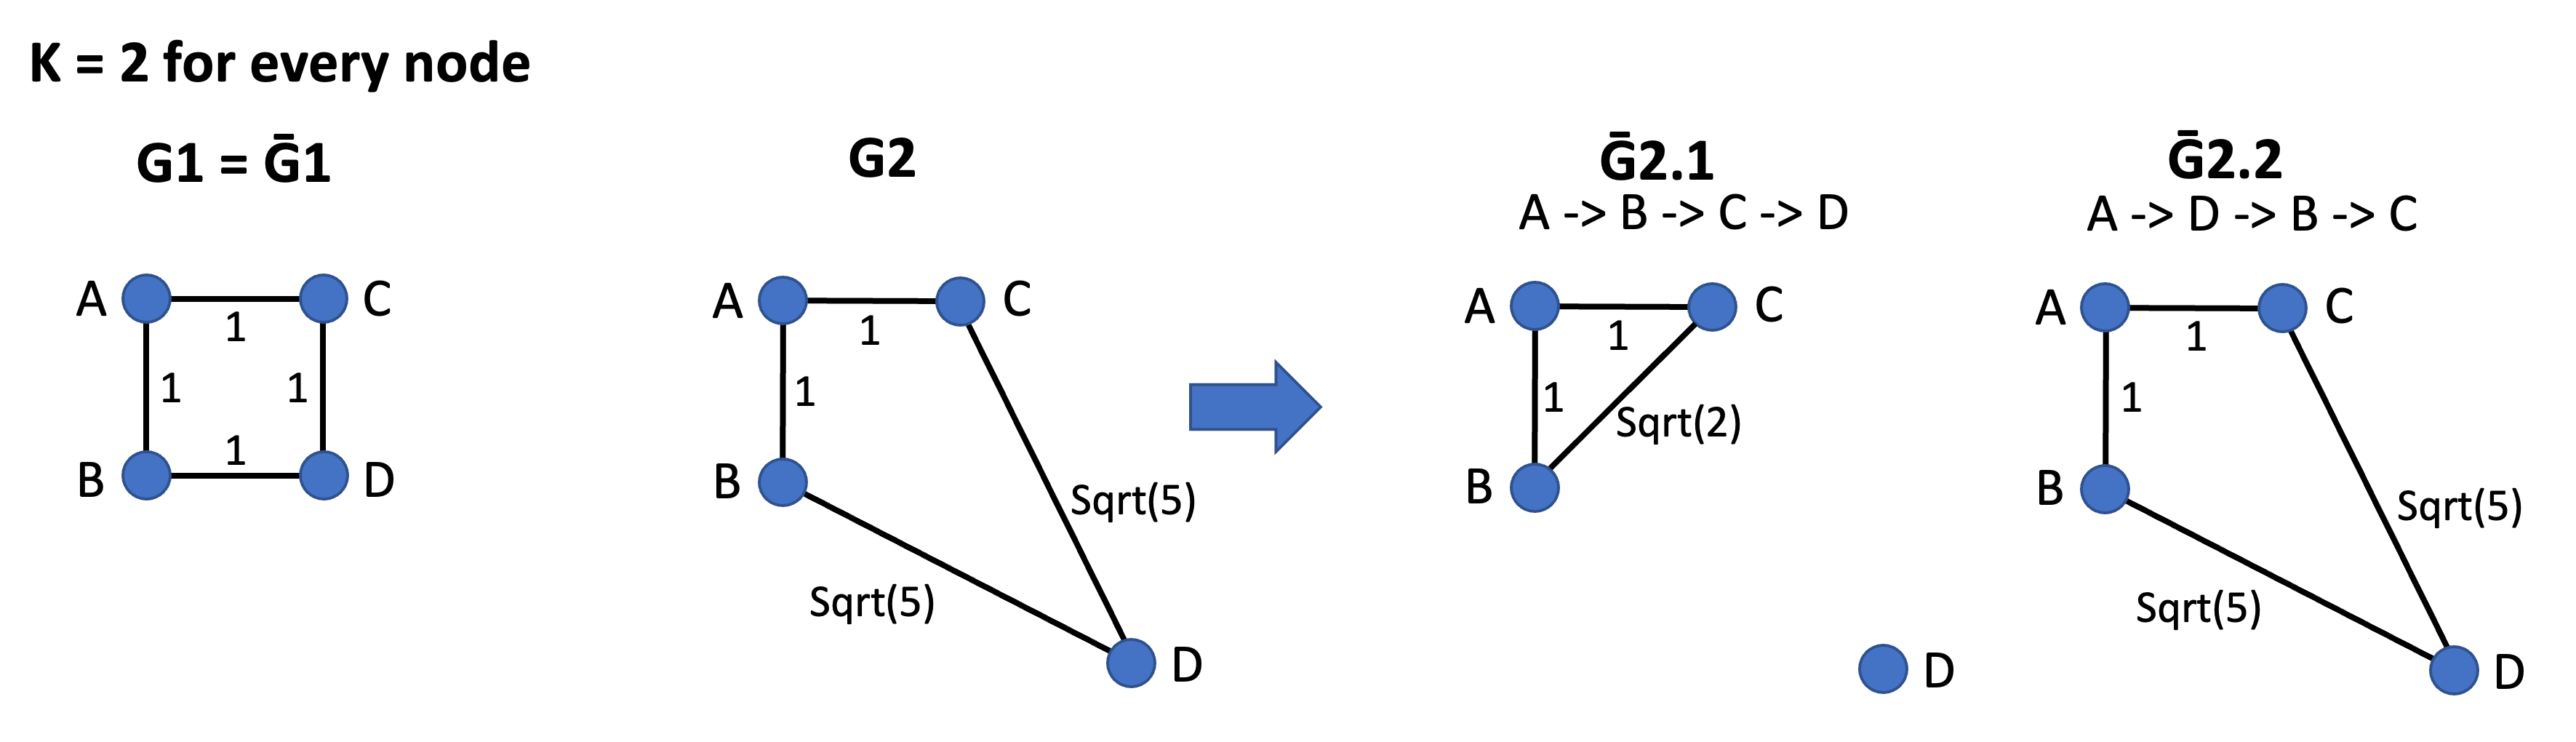 K = 2 for every node
G1 = Ḡ1
A
C
1
1
1
1
B
D
G2
A
C
1
1
B
Sqrt(5)
Sqrt(5)
D
Ḡ2.1
A -> B -> C -> D
A
C
1
1
Sqrt(2)
B
D
Ḡ2.2
A -> D -> B -> C
A
C
1
1
B
Sqrt(5)
Sqrt(5)
D